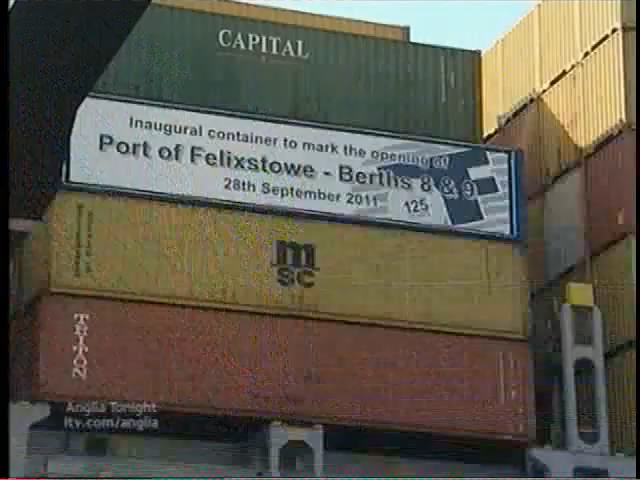 CAPITAL
Inaugural container to mark the opening of
Port of Felixstowe - Berths 8 & 9
28th September 2011
125
m
SC
TRITON
Anglia Tonight
itv.com/anglia